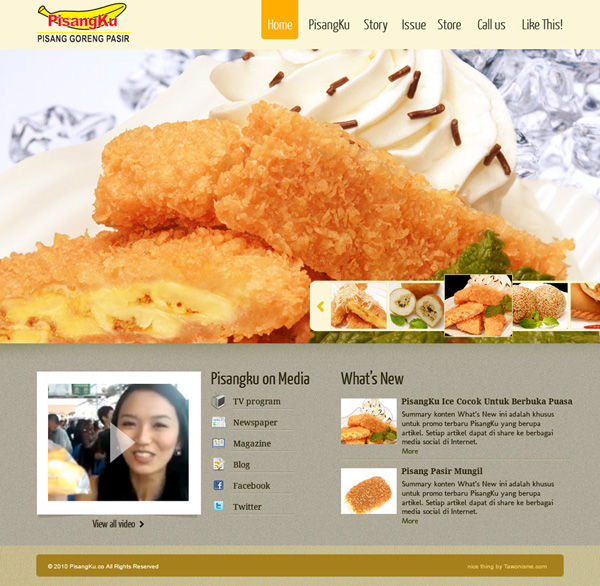 PisangKu
PISANG GORENG PASIR
Home PisangKu Story Issue Store Call us Like This!
Pisangku on Media
TV program
Newspaper
Magazine
Blog
Facebook
Twitter
View all video
What's New
PisangKu Ice Cocok Untuk Berbuka Puasa
Summary konten What's New ini adalah khusus
untuk promo terbaru PisangKu yang berupa
artikel. Setiap artikel dapat di share ke berbagai
media social di Internet.
More
Pisang Pasir Mungil
Summary konten What's New ini adalah khusus
untuk promo terbaru PisangKu yang berupa
artikel. Setiap artikel dapat di share ke berbagai
media social di Internet.
More
© 2010 PisangKu.co All Rights Reserved
nice thing by Tawonisme.com